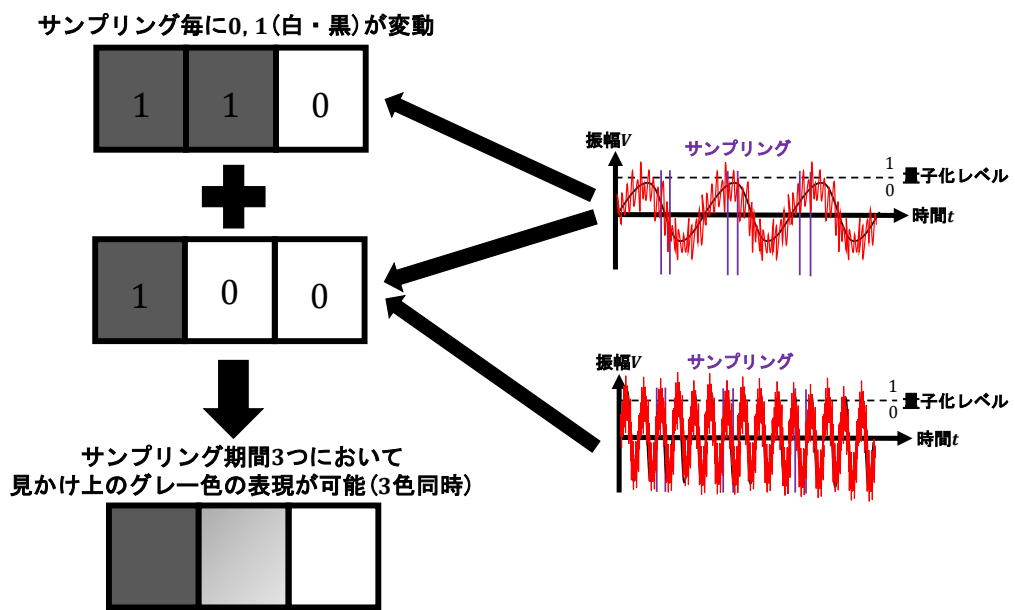 サンプリング毎に0, 1(白・黒)が変動
1 1 0
1 0 0
サンプリング期間3つにおいて
見かけ上のグレー色の表現が可能(3色同時)
振幅V
サンプリング
1
0
量子化レベル
時間t
振幅V
サンプリング
1
0
量子化レベル
時間t